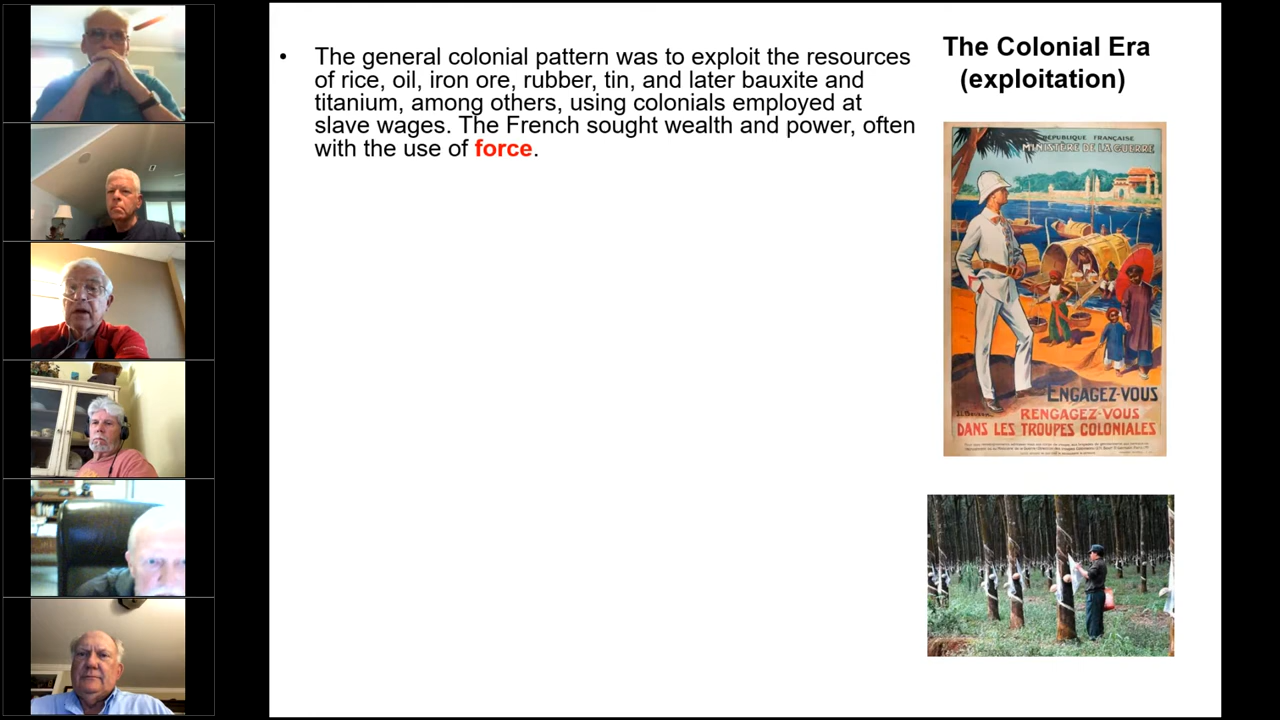 The Colonial Era
(exploitation)
• The general colonial pattern was to exploit the resources
of rice, oil, iron ore, rubber, tin, and later bauxite and
titanium, among others, using colonials employed at
slave wages. The French sought wealth and power, often
with the use of force.
RÉPUBLIQUE FRANÇAISE
MINISTÈRE DE LA GUERRE
ENGAGEZ-VOUS
RENGAGEZ-VOUS
DANS LES TROUPES COLONIALES